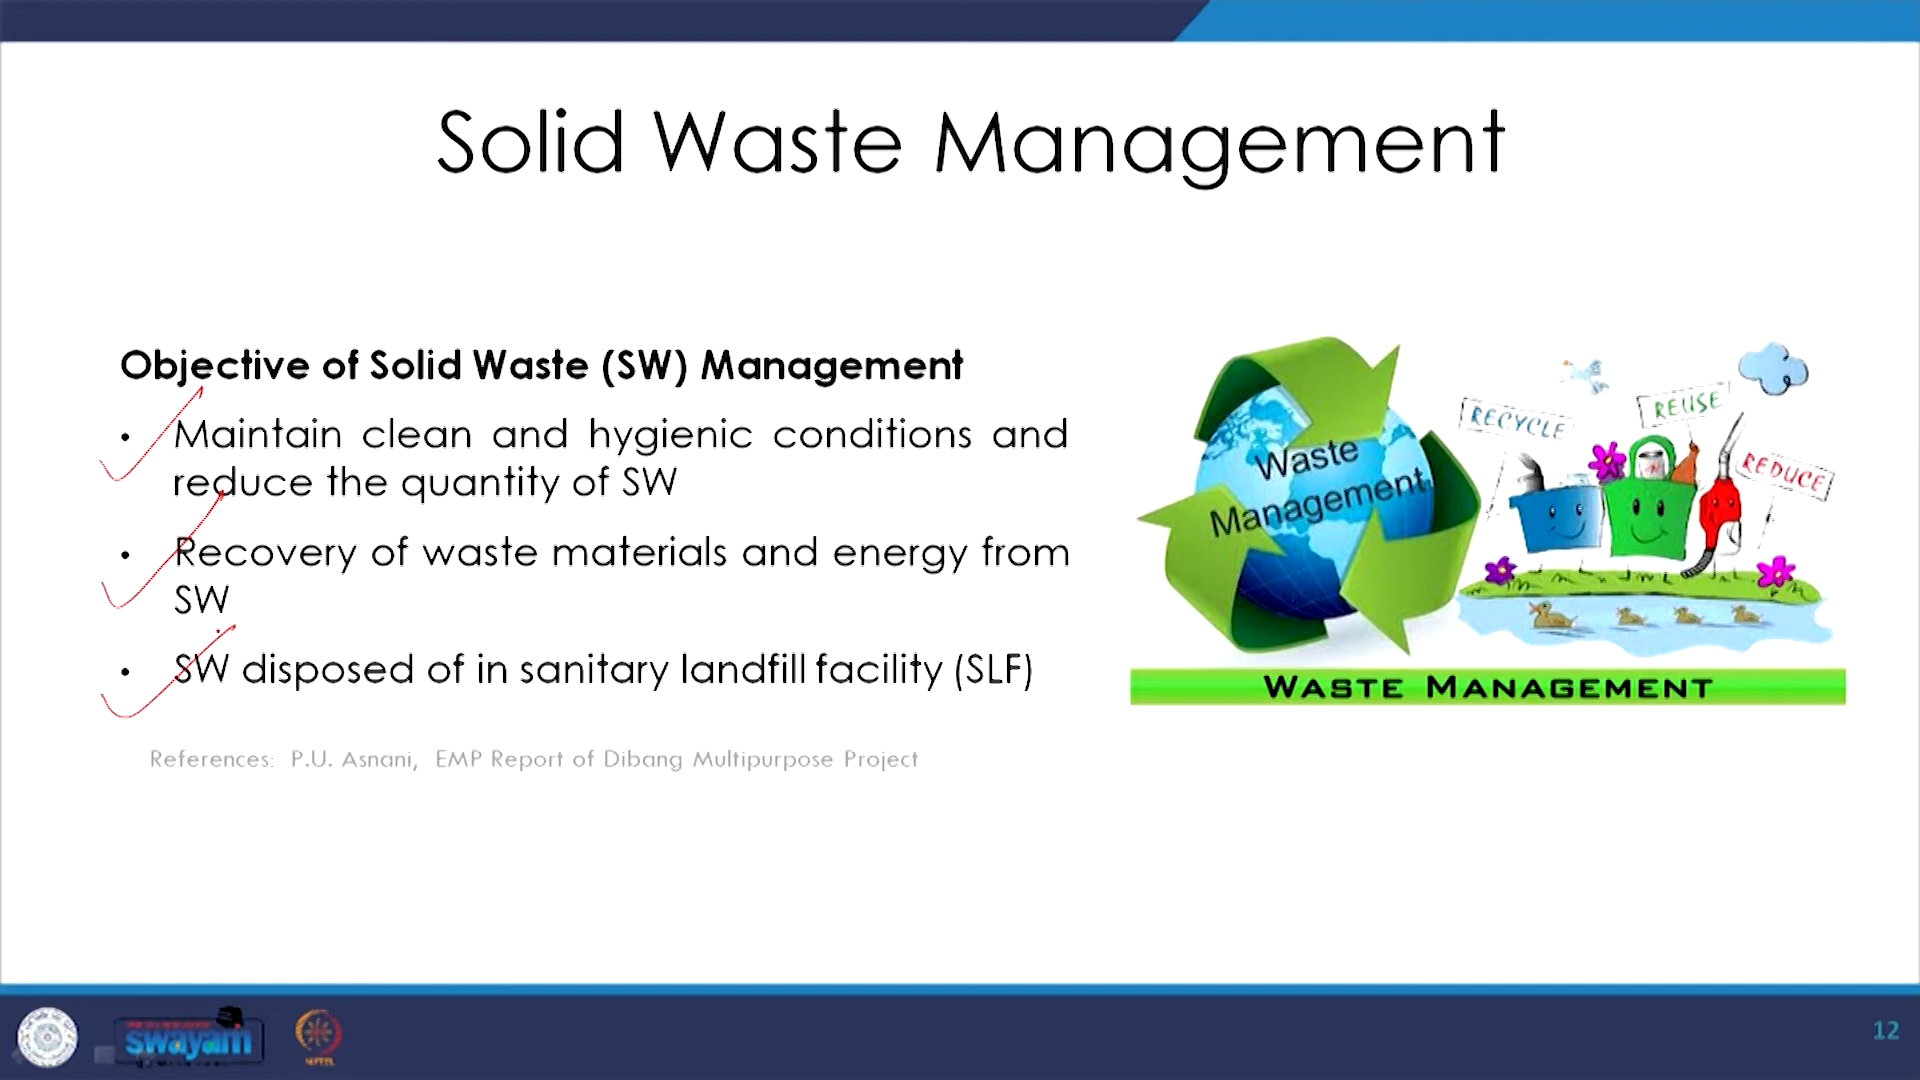 Solid Waste Management
Objective of Solid Waste (SW) Management
• Maintain clean and hygienic conditions and
reduce the quantity of SW
• Recovery of waste materials and energy from
SW
• SW disposed of in sanitary landfill facility (SLF)
References: P.U. Asnani, EMP Report of Dibang Multipurpose Project
Waste
Management
RECYCLE
REUSE
REDUCE
WASTE MANAGEMENT
swayam
12